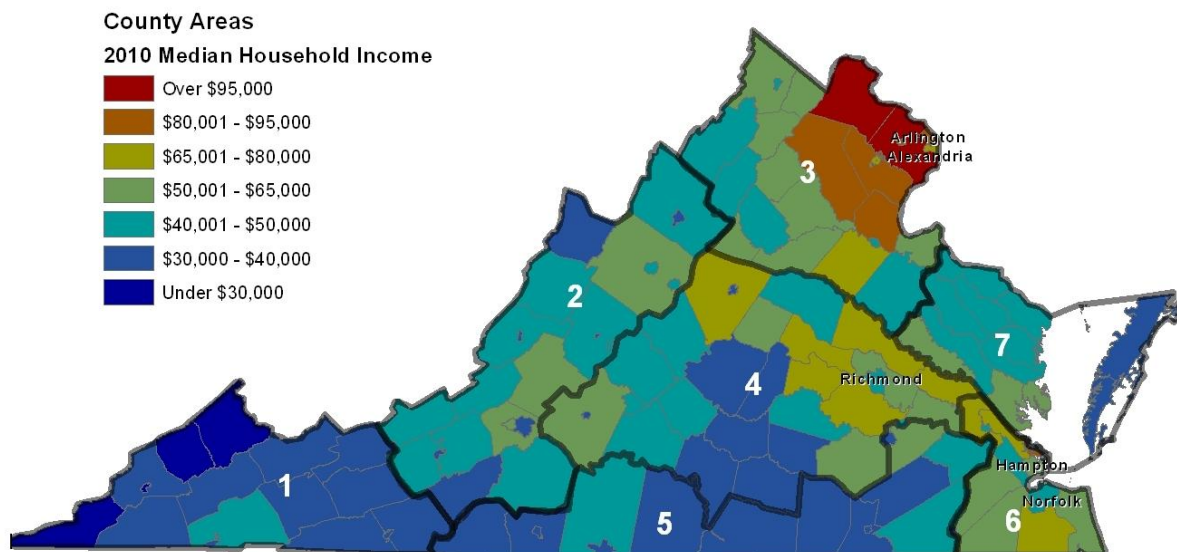 County Areas
2010 Median Household Income
Over $95,000
$80,001 - $95,000
$65,001 - $80,000
$50,001 - $65,000
$40,001 - $50,000
$30,000 - $40,000
Under $30,000
Arlington
Alexandria
3
2
7
4
Richmond
Hampton
1
Norfolk
5
6